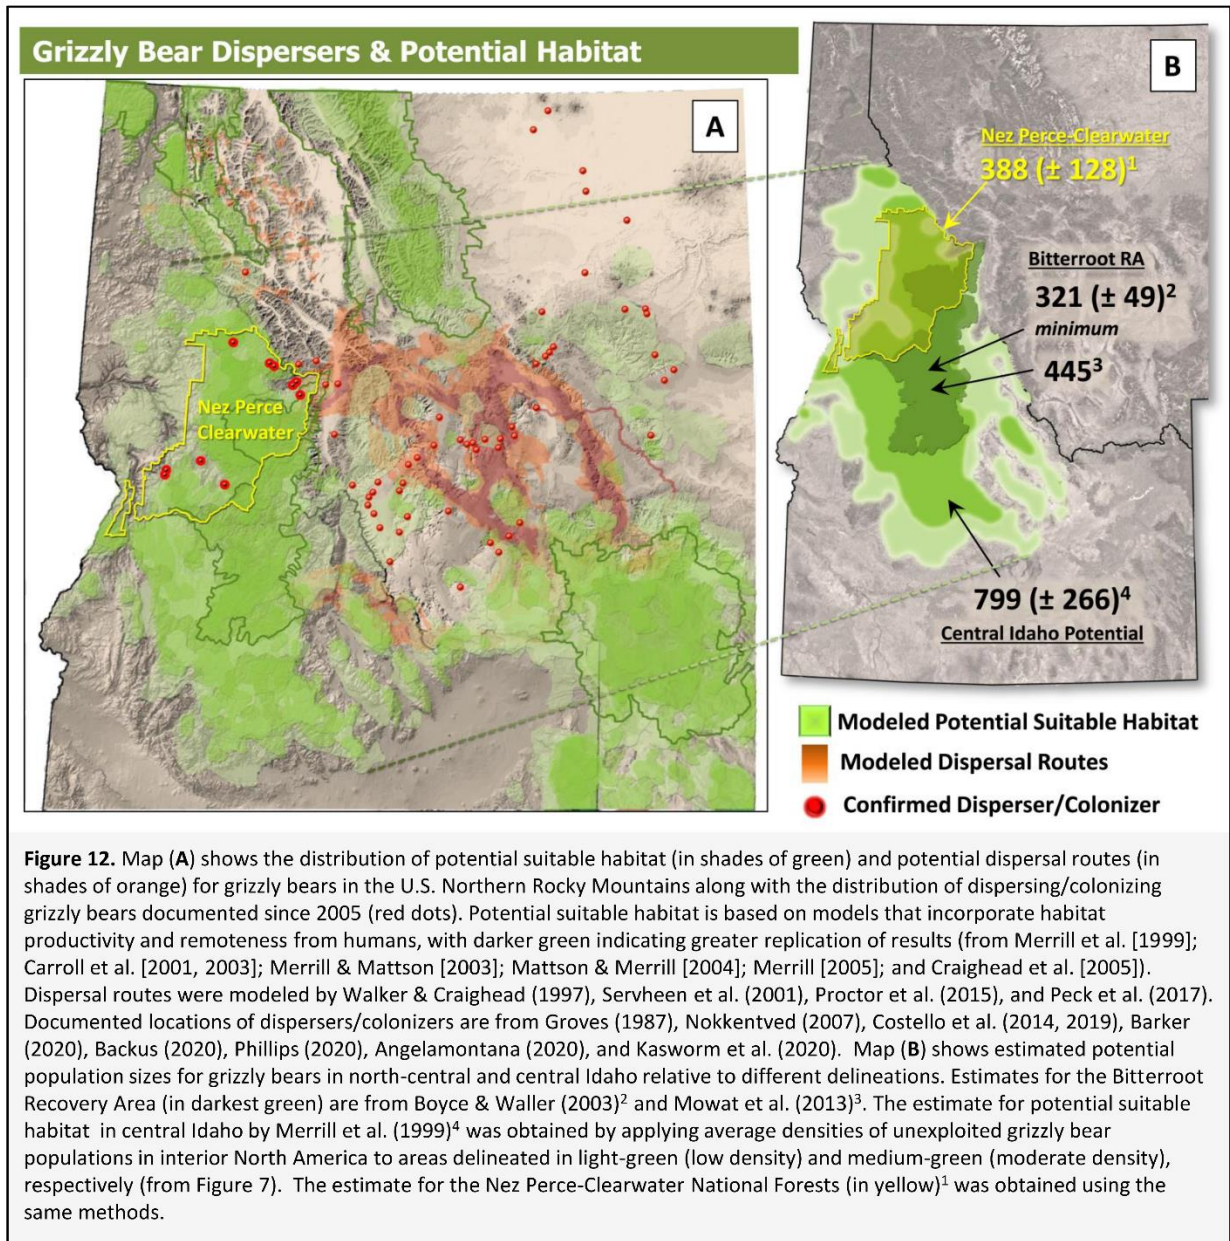 Grizzly Bear Dispersers & Potential Habitat
A
Nez Perce
Clearwater
B
Nez Perce-Clearwater
388 (± 128)¹
Bitterroot RA
321 (± 49)²
minimum
445³
799 (± 266)⁴
Central Idaho Potential
Modeled Potential Suitable Habitat
Modeled Dispersal Routes
Confirmed Disperser/Colonizer
Figure 12. Map (A) shows the distribution of potential suitable habitat (in shades of green) and potential dispersal routes (in
shades of orange) for grizzly bears in the U.S. Northern Rocky Mountains along with the distribution of dispersing/colonizing
grizzly bears documented since 2005 (red dots). Potential suitable habitat is based on models that incorporate habitat
productivity and remoteness from humans, with darker green indicating greater replication of results (from Merrill et al. [1999];
Carroll et al. [2001, 2003]; Merrill & Mattson [2003]; Mattson & Merrill [2004]; Merrill [2005]; and Craighead et al. [2005]).
Dispersal routes were modeled by Walker & Craighead (1997), Servheen et al. (2001), Proctor et al. (2015), and Peck et al. (2017).
Documented locations of dispersers/colonizers are from Groves (1987), Nokkentved (2007), Costello et al. (2014, 2019), Barker
(2020), Backus (2020), Phillips (2020), Angelamontana (2020), and Kasworm et al. (2020). Map (B) shows estimated potential
population sizes for grizzly bears in north-central and central Idaho relative to different delineations. Estimates for the Bitterroot
Recovery Area (in darkest green) are from Boyce & Waller (2003)² and Mowat et al. (2013)³. The estimate for potential suitable
habitat in central Idaho by Merrill et al. (1999)⁴ was obtained by applying average densities of unexploited grizzly bear
populations in interior North America to areas delineated in light-green (low density) and medium-green (moderate density),
respectively (from Figure 7). The estimate for the Nez Perce-Clearwater National Forests (in yellow)¹ was obtained using the
same methods.